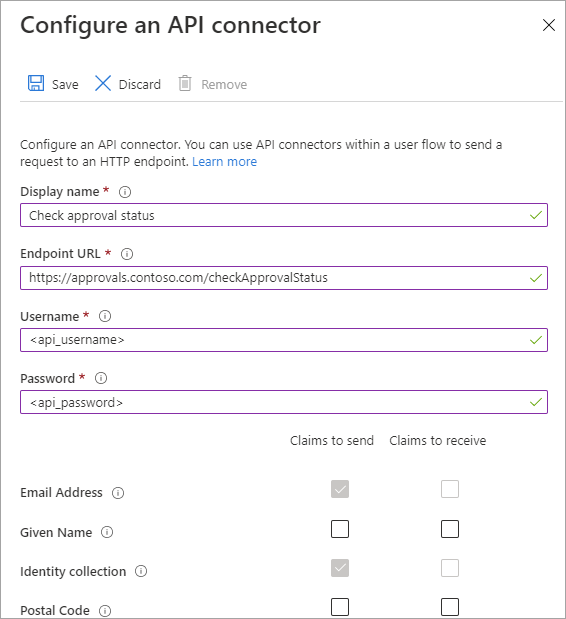 Configure an API connector
Save Discard Remove
Configure an API connector. You can use API connectors within a user flow to send a
request to an HTTP endpoint. Learn more
Display name *
Check approval status
Endpoint URL *
https://approvals.contoso.com/checkApprovalStatus
Username *
<api_username>
Password *
<api_password>
Claims to send Claims to receive
Email Address
Given Name
Identity collection
Postal Code